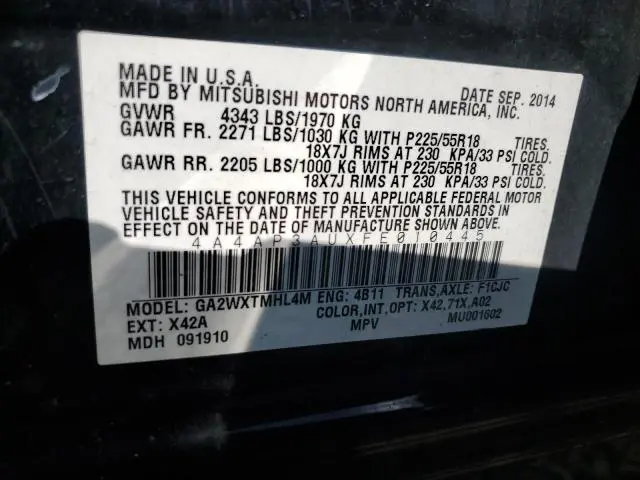 MADE IN U.S.A. DATE SEP. 2014
MFD BY MITSUBISHI MOTORS NORTH AMERICA, INC.
GVWR 4343 LBS/1970 KG
GAWR FR. 2271 LBS/1030 KG WITH P225/55R18 TIRES.
18X7J RIMS AT 230 KPA/33 PSI COLD.
GAWR RR. 2205 LBS/1000 KG WITH P225/55R18 TIRES.
18X7J RIMS AT 230 KPA/33 PSI COLD.
THIS VEHICLE CONFORMS TO ALL APPLICABLE FEDERAL MOTOR
VEHICLE SAFETY AND THEFT PREVENTION STANDARDS IN
EFFECT ON THE DATE OF MANUFACTURE SHOWN ABOVE.
4A4AP3AUXFE010445
MODEL: GA2WXTMHL4M ENG: 4B11 TRANS,AXLE: F1CJC
EXT: X42A COLOR,INT,OPT: X42,71X,A02
MDH 091910 MPV MU001602